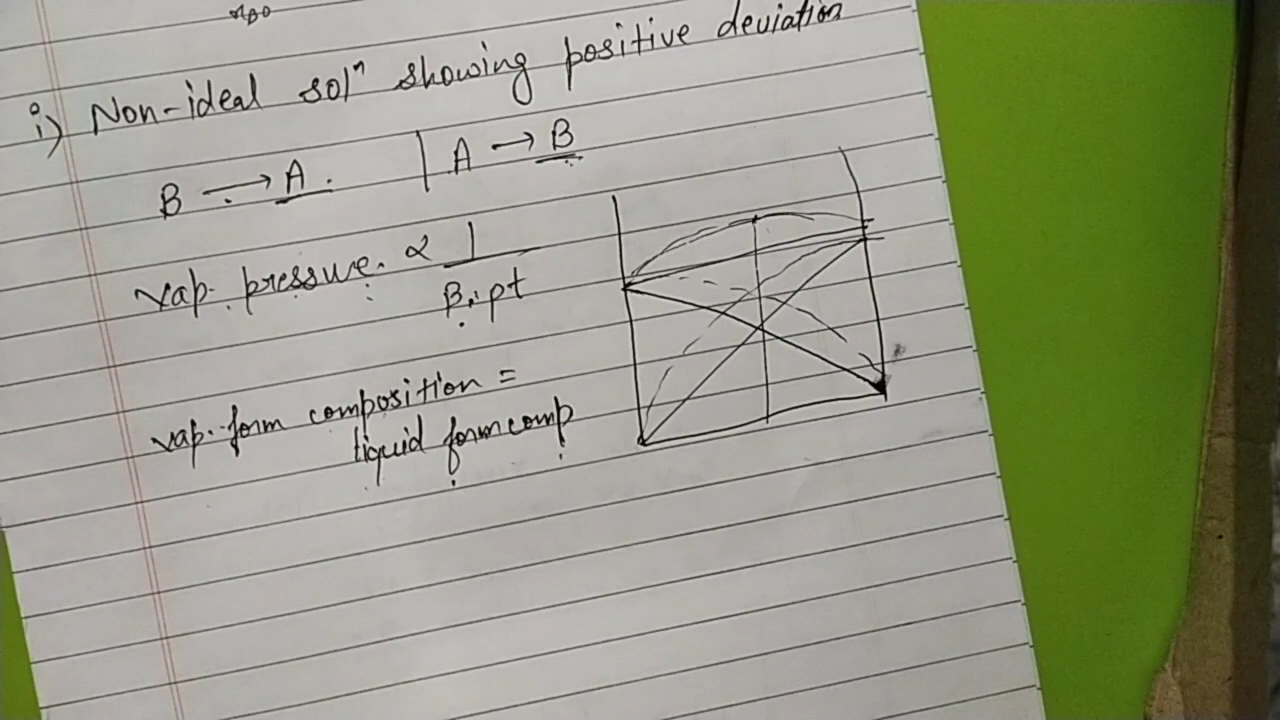 i) Non-ideal solⁿ showing positive deviation
B → A. | A → B
vap. pressure. ∝ 1
B.pt
vap. form composition =
liquid form comp